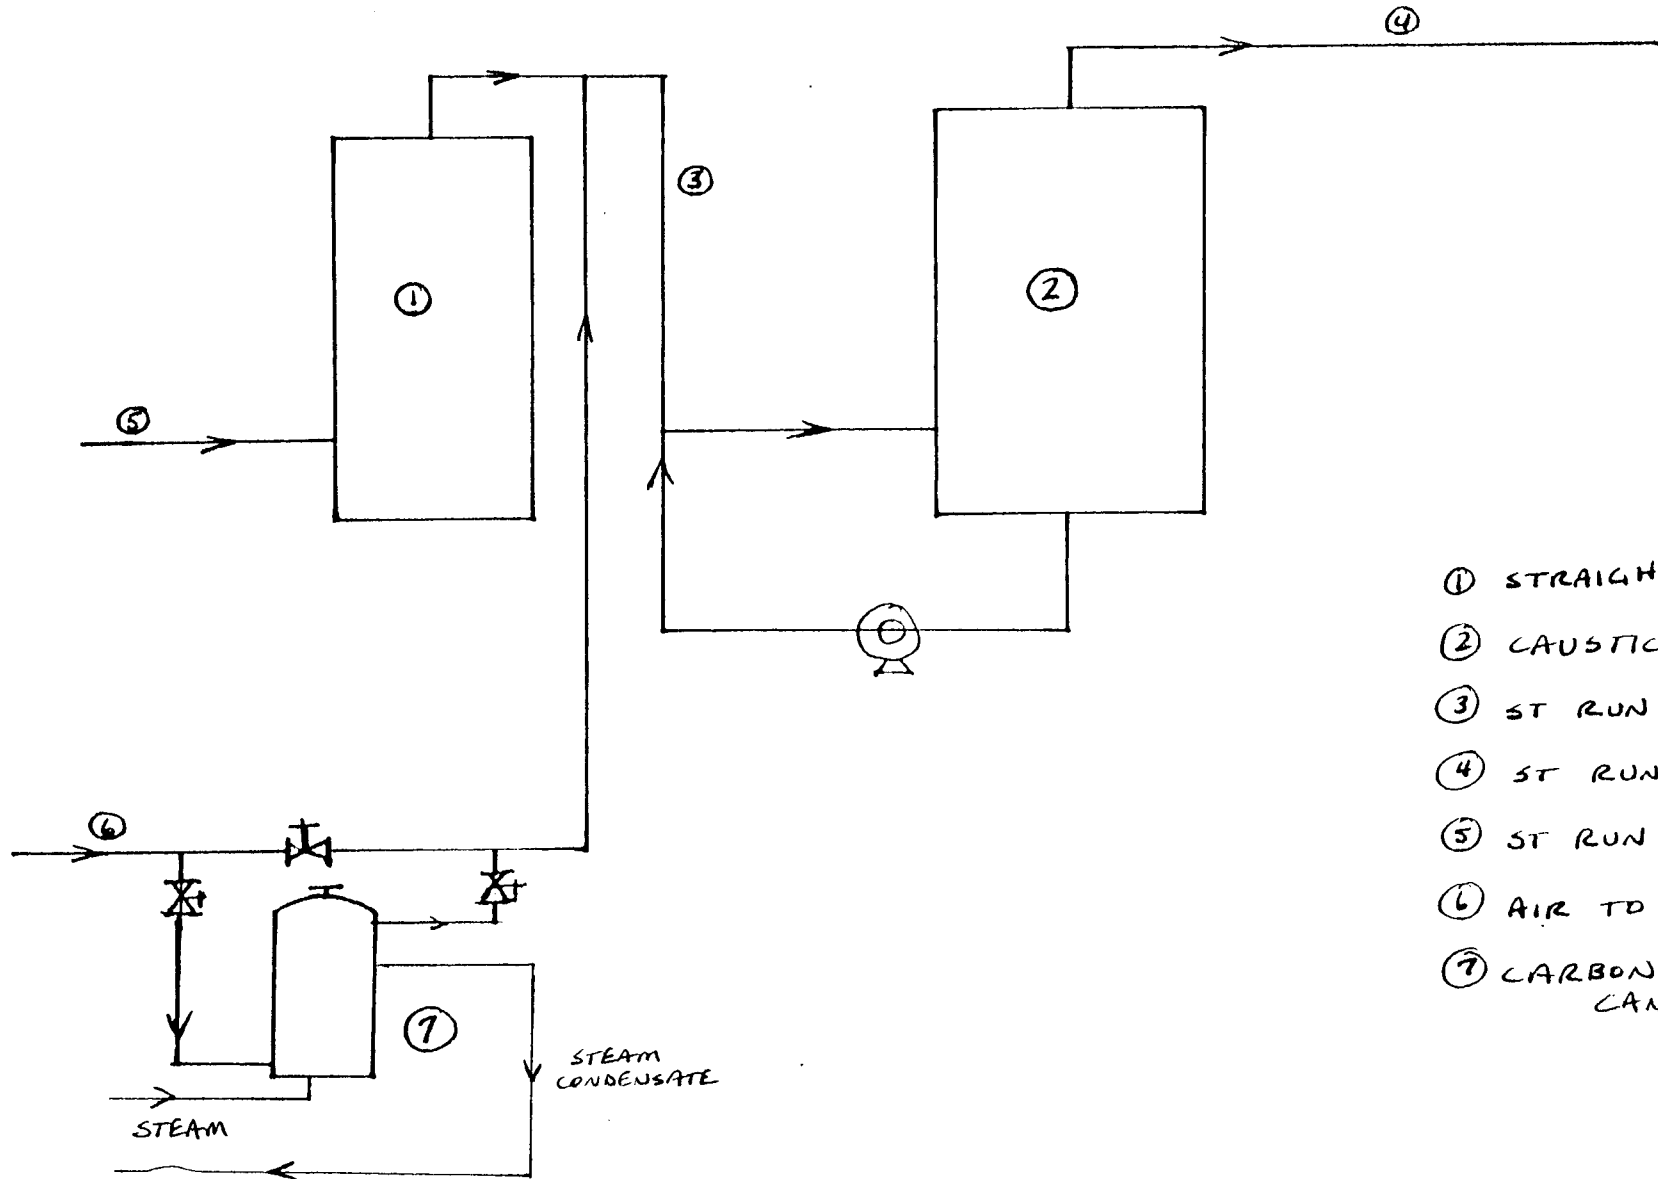 ④
③
①
②
⑤
① STRAIGH
② CAUSTIC
③ ST RUN
④ ST RUN
⑤ ST RUN
⑥
⑥ AIR TO
⑦ CARBON
CAN
⑦
STEAM
CONDENSATE
STEAM